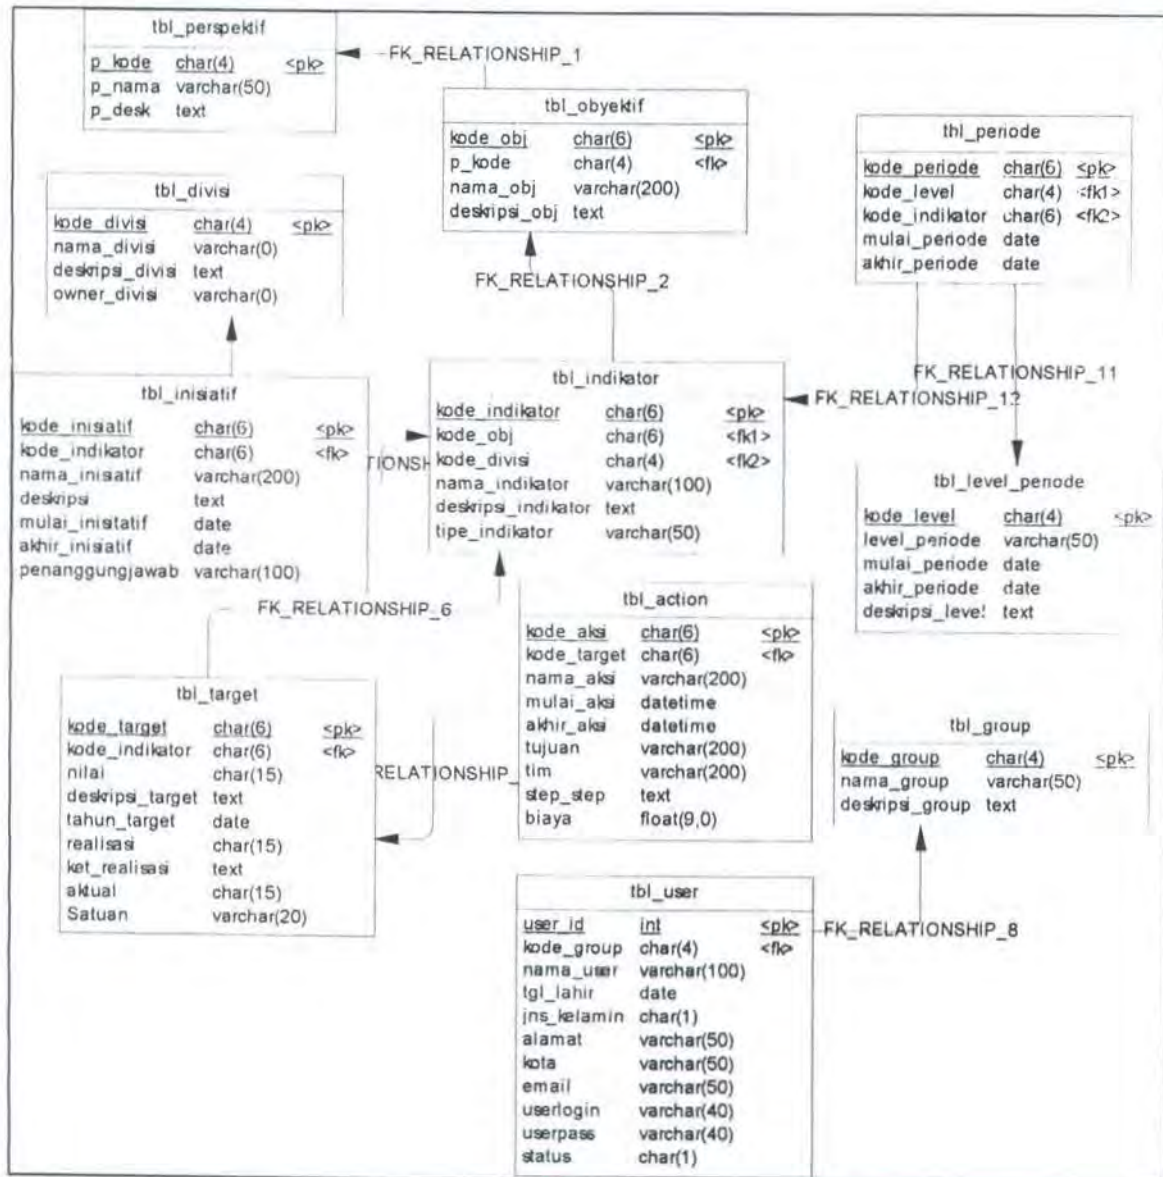 tbl_perspektif
p_kode char(4) <pk>
p_nama varchar(50)
p_desk text
FK_RELATIONSHIP_1
tbl_obyektif
kode_obj char(6) <pk>
p_kode char(4) <fk>
nama_obj varchar(200)
deskripsi_obj text
tbl_periode
kode_periode char(6) <pk>
kode_level char(4) <fk1>
kode_indikator char(6) <fk2>
mulai_periode date
akhir_periode date
tbl_divisi
kode_divisi char(4) <pk>
nama_divisi varchar(0)
deskripsi_divisi text
owner_divisi varchar(0)
FK_RELATIONSHIP_2
FK_RELATIONSHIP_11
FK_RELATIONSHIP_12
tbl_inisiatif
kode_inisiatif char(6) <pk>
kode_indikator char(6) <fk>
nama_inisiatif varchar(200)
deskripsi text
mulai_inisitatif date
akhir_inisiatif date
penanggungjawab varchar(100)
IONSH
tbl_indikator
kode_indikator char(6) <pk>
kode_obj char(6) <fk1>
kode_divisi char(4) <fk2>
nama_indikator varchar(100)
deskripsi_indikator text
tipe_indikator varchar(50)
tbl_level_periode
kode_level char(4) <pk>
level_periode varchar(50)
mulai_periode date
akhir_periode date
deskripsi_level text
FK_RELATIONSHIP_6
tbl_action
kode_aksi char(6) <pk>
kode_target char(6) <fk>
nama_aksi varchar(200)
mulai_aksi datetime
akhir_aksi datetime
tujuan varchar(200)
tim varchar(200)
step_step text
biaya float(9,0)
tbl_target
kode_target char(6) <pk>
kode_indikator char(6) <fk>
nilai char(15)
deskripsi_target text
tahun_target date
realisasi char(15)
ket_realisasi text
aktual char(15)
Satuan varchar(20)
RELATIONSHIP_
tbl_group
kode_group char(4) <pk>
nama_group varchar(50)
deskripsi_group text
tbl_user
user_id int <pk>
kode_group char(4) <fk>
nama_user varchar(100)
tgl_lahir date
jns_kelamin char(1)
alamat varchar(50)
kota varchar(50)
email varchar(50)
userlogin varchar(40)
userpass varchar(40)
status char(1)
FK_RELATIONSHIP_8